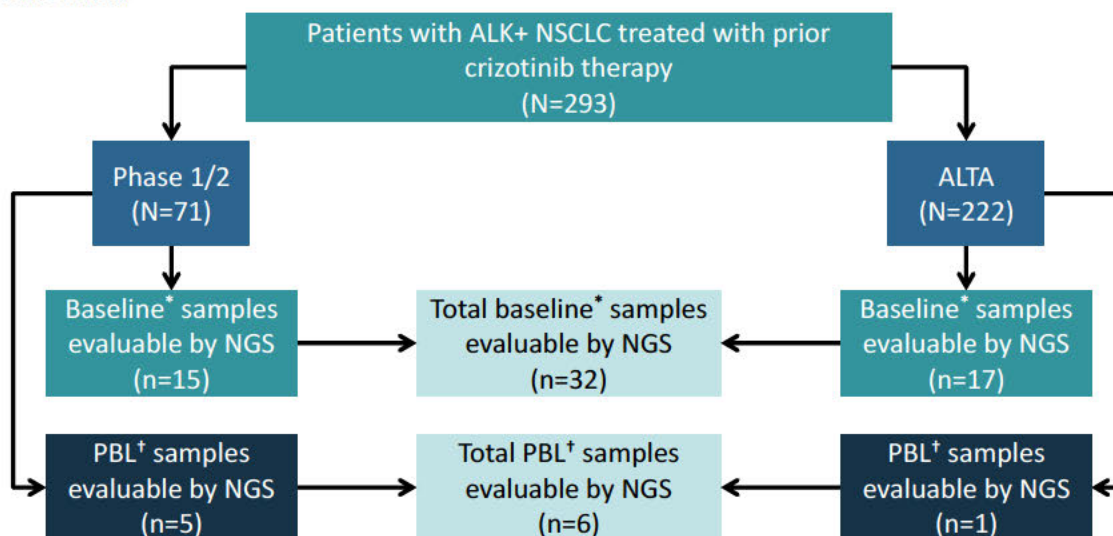 Patients with ALK+ NSCLC treated with prior
crizotinib therapy
(N=293)
Phase 1/2
(N=71)
ALTA
(N=222)
Baseline* samples
evaluable by NGS
(n=15)
Total baseline* samples
evaluable by NGS
(n=32)
Baseline* samples
evaluable by NGS
(n=17)
PBL† samples
evaluable by NGS
(n=5)
Total PBL† samples
evaluable by NGS
(n=6)
PBL† samples
evaluable by NGS
(n=1)